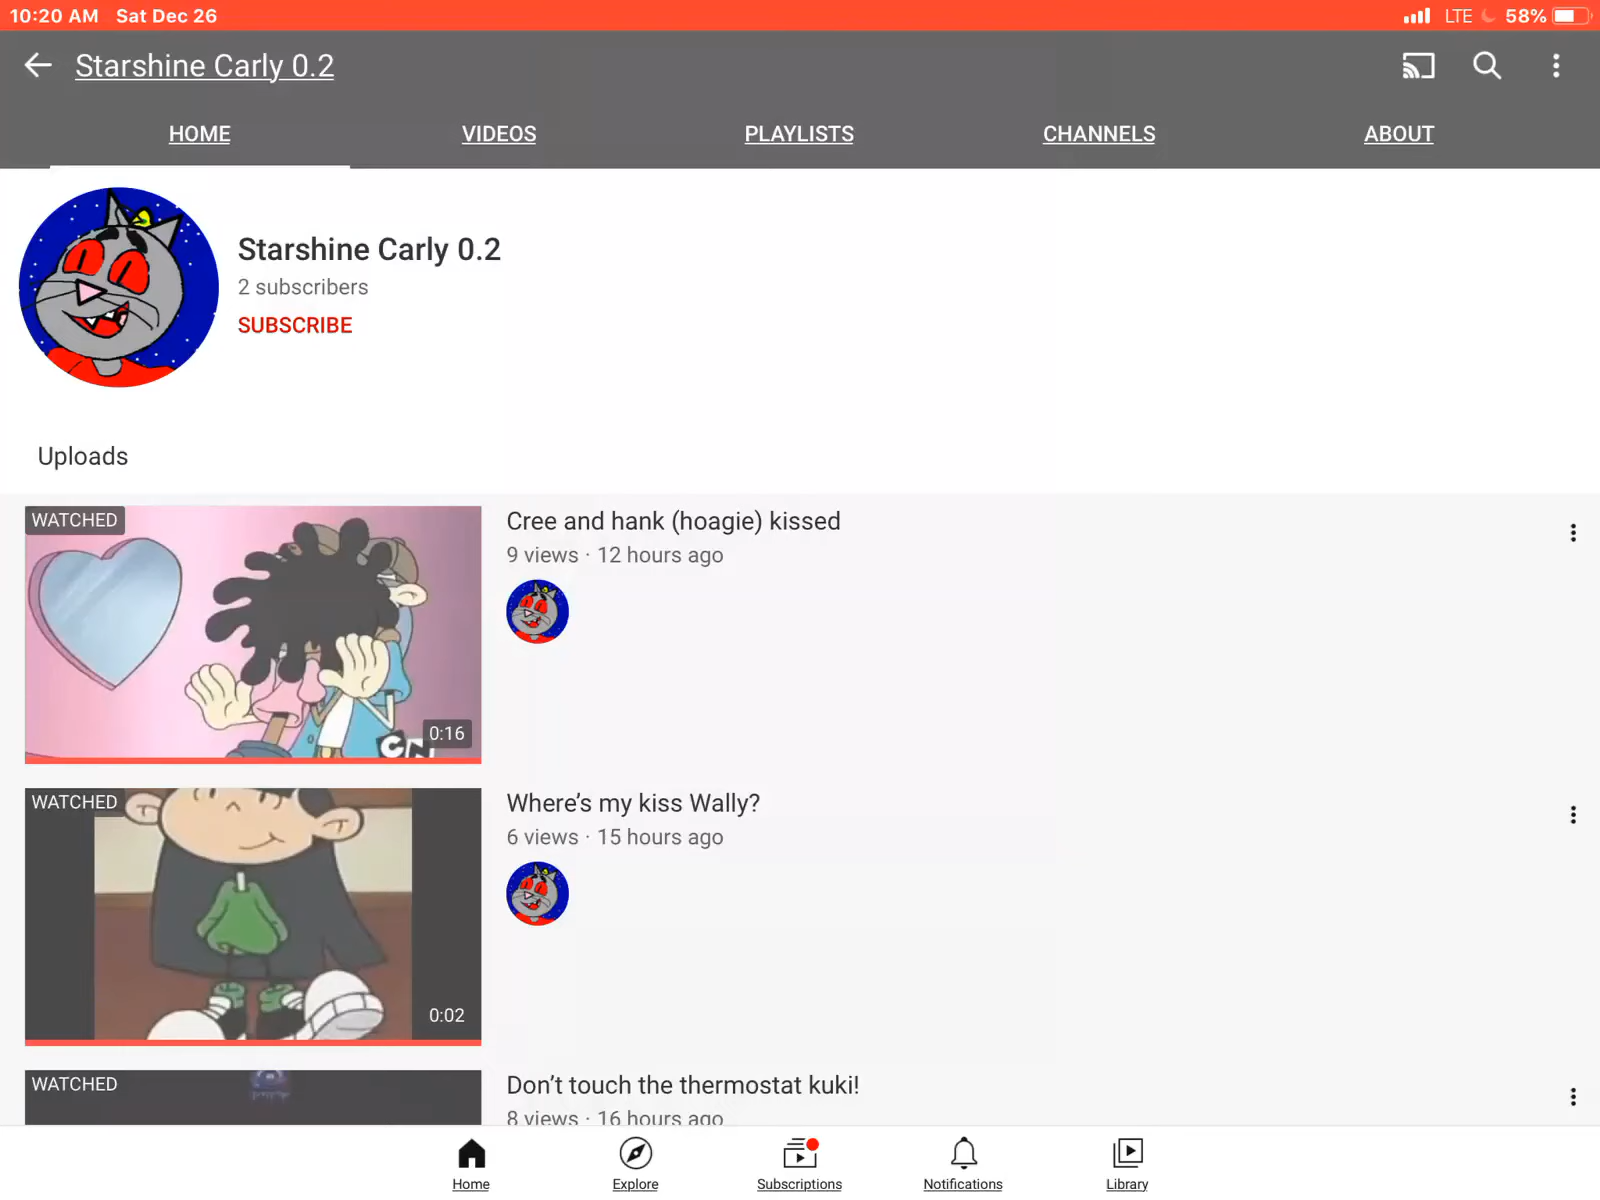 10:20 AM Sat Dec 26
LTE 58%
Starshine Carly 0.2
HOME VIDEOS PLAYLISTS CHANNELS ABOUT
Starshine Carly 0.2
2 subscribers
SUBSCRIBE
Uploads
WATCHED
CN
0:16
Cree and hank (hoagie) kissed
9 views · 12 hours ago
WATCHED
0:02
Where’s my kiss Wally?
6 views · 15 hours ago
WATCHED
Don’t touch the thermostat kuki!
8 views · 16 hours ago
Home Explore Subscriptions Notifications Library